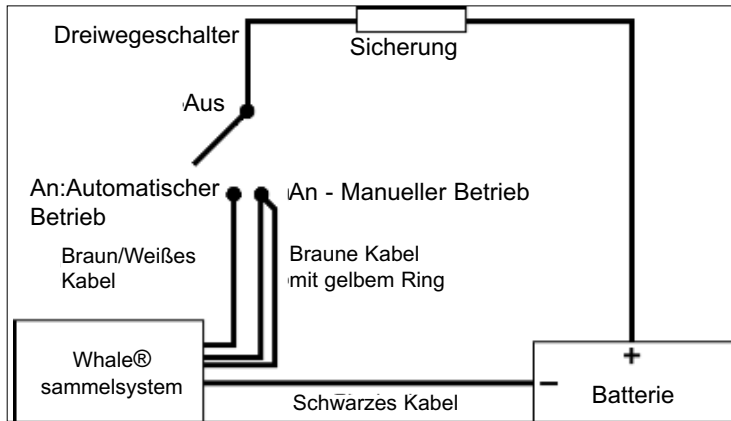 Dreiwegeschalter
Sicherung
Aus
An:Automatischer
Betrieb
An - Manueller Betrieb
Braun/Weißes
Kabel
Braune Kabel
mit gelbem Ring
Whale®
sammelsystem
Schwarzes Kabel
+
−
Batterie